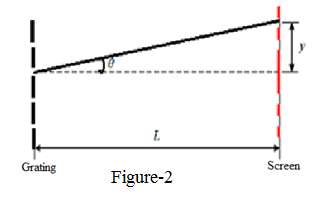 θ
y
L
Grating
Screen
Figure-2